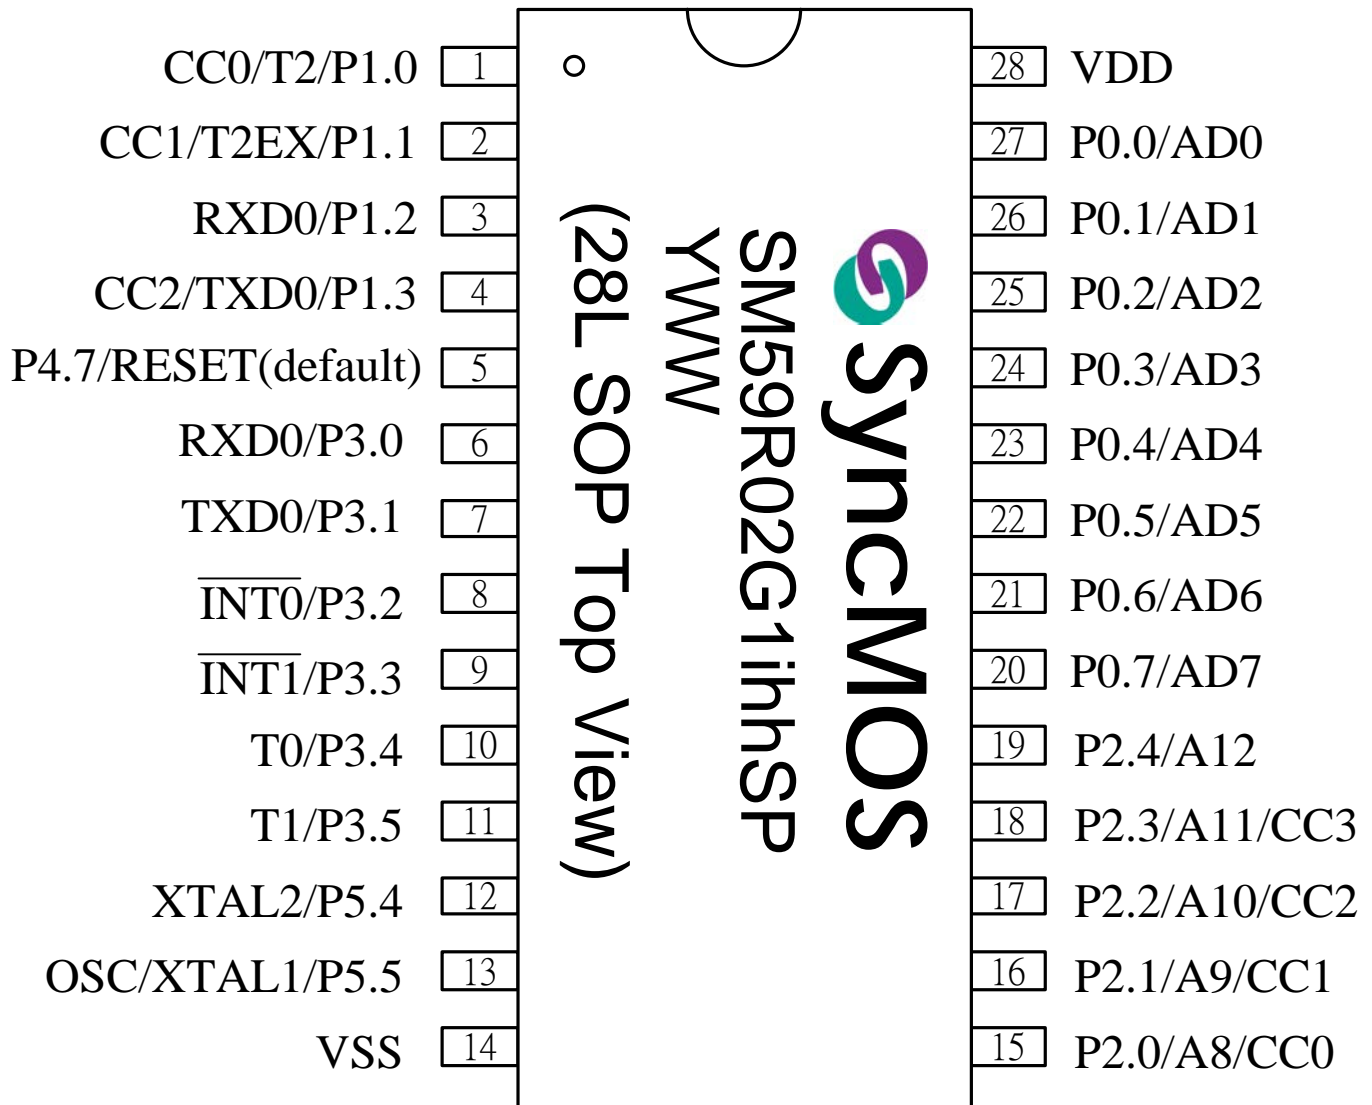 CC0/T2/P1.0 1
CC1/T2EX/P1.1 2
RXD0/P1.2 3
CC2/TXD0/P1.3 4
P4.7/RESET(default) 5
RXD0/P3.0 6
TXD0/P3.1 7
INT0/P3.2 8
INT1/P3.3 9
T0/P3.4 10
T1/P3.5 11
XTAL2/P5.4 12
OSC/XTAL1/P5.5 13
VSS 14
SyncMOS
SM59R02G1ihhSP
YWW
(28L SOP Top View)
28 VDD
27 P0.0/AD0
26 P0.1/AD1
25 P0.2/AD2
24 P0.3/AD3
23 P0.4/AD4
22 P0.5/AD5
21 P0.6/AD6
20 P0.7/AD7
19 P2.4/A12
18 P2.3/A11/CC3
17 P2.2/A10/CC2
16 P2.1/A9/CC1
15 P2.0/A8/CC0